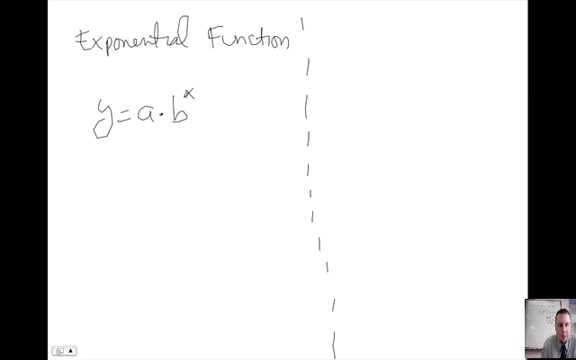 Exponential Function
y = a · b^x